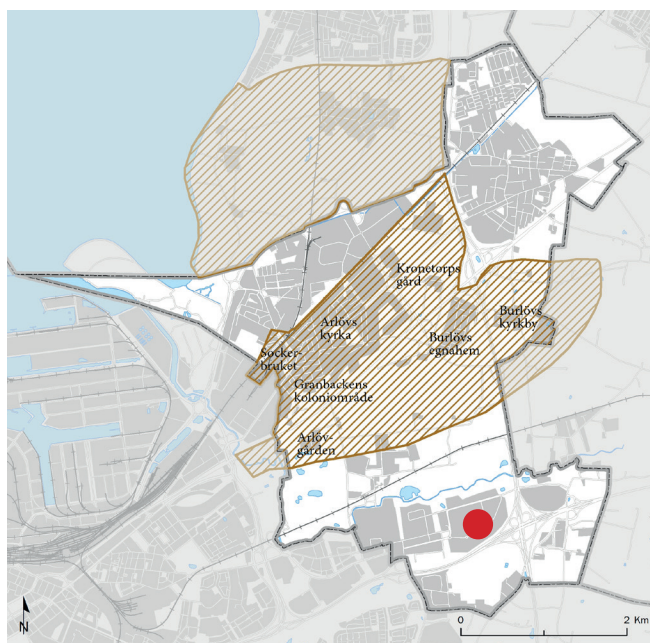 Kronetorps
gård
Burlövs
kyrkby
Arlövs
kyrka
Burlövs
egnahem
Socker-
bruket
Granbackens
koloniområde
Arlöv-
gården
N
0
2 Km